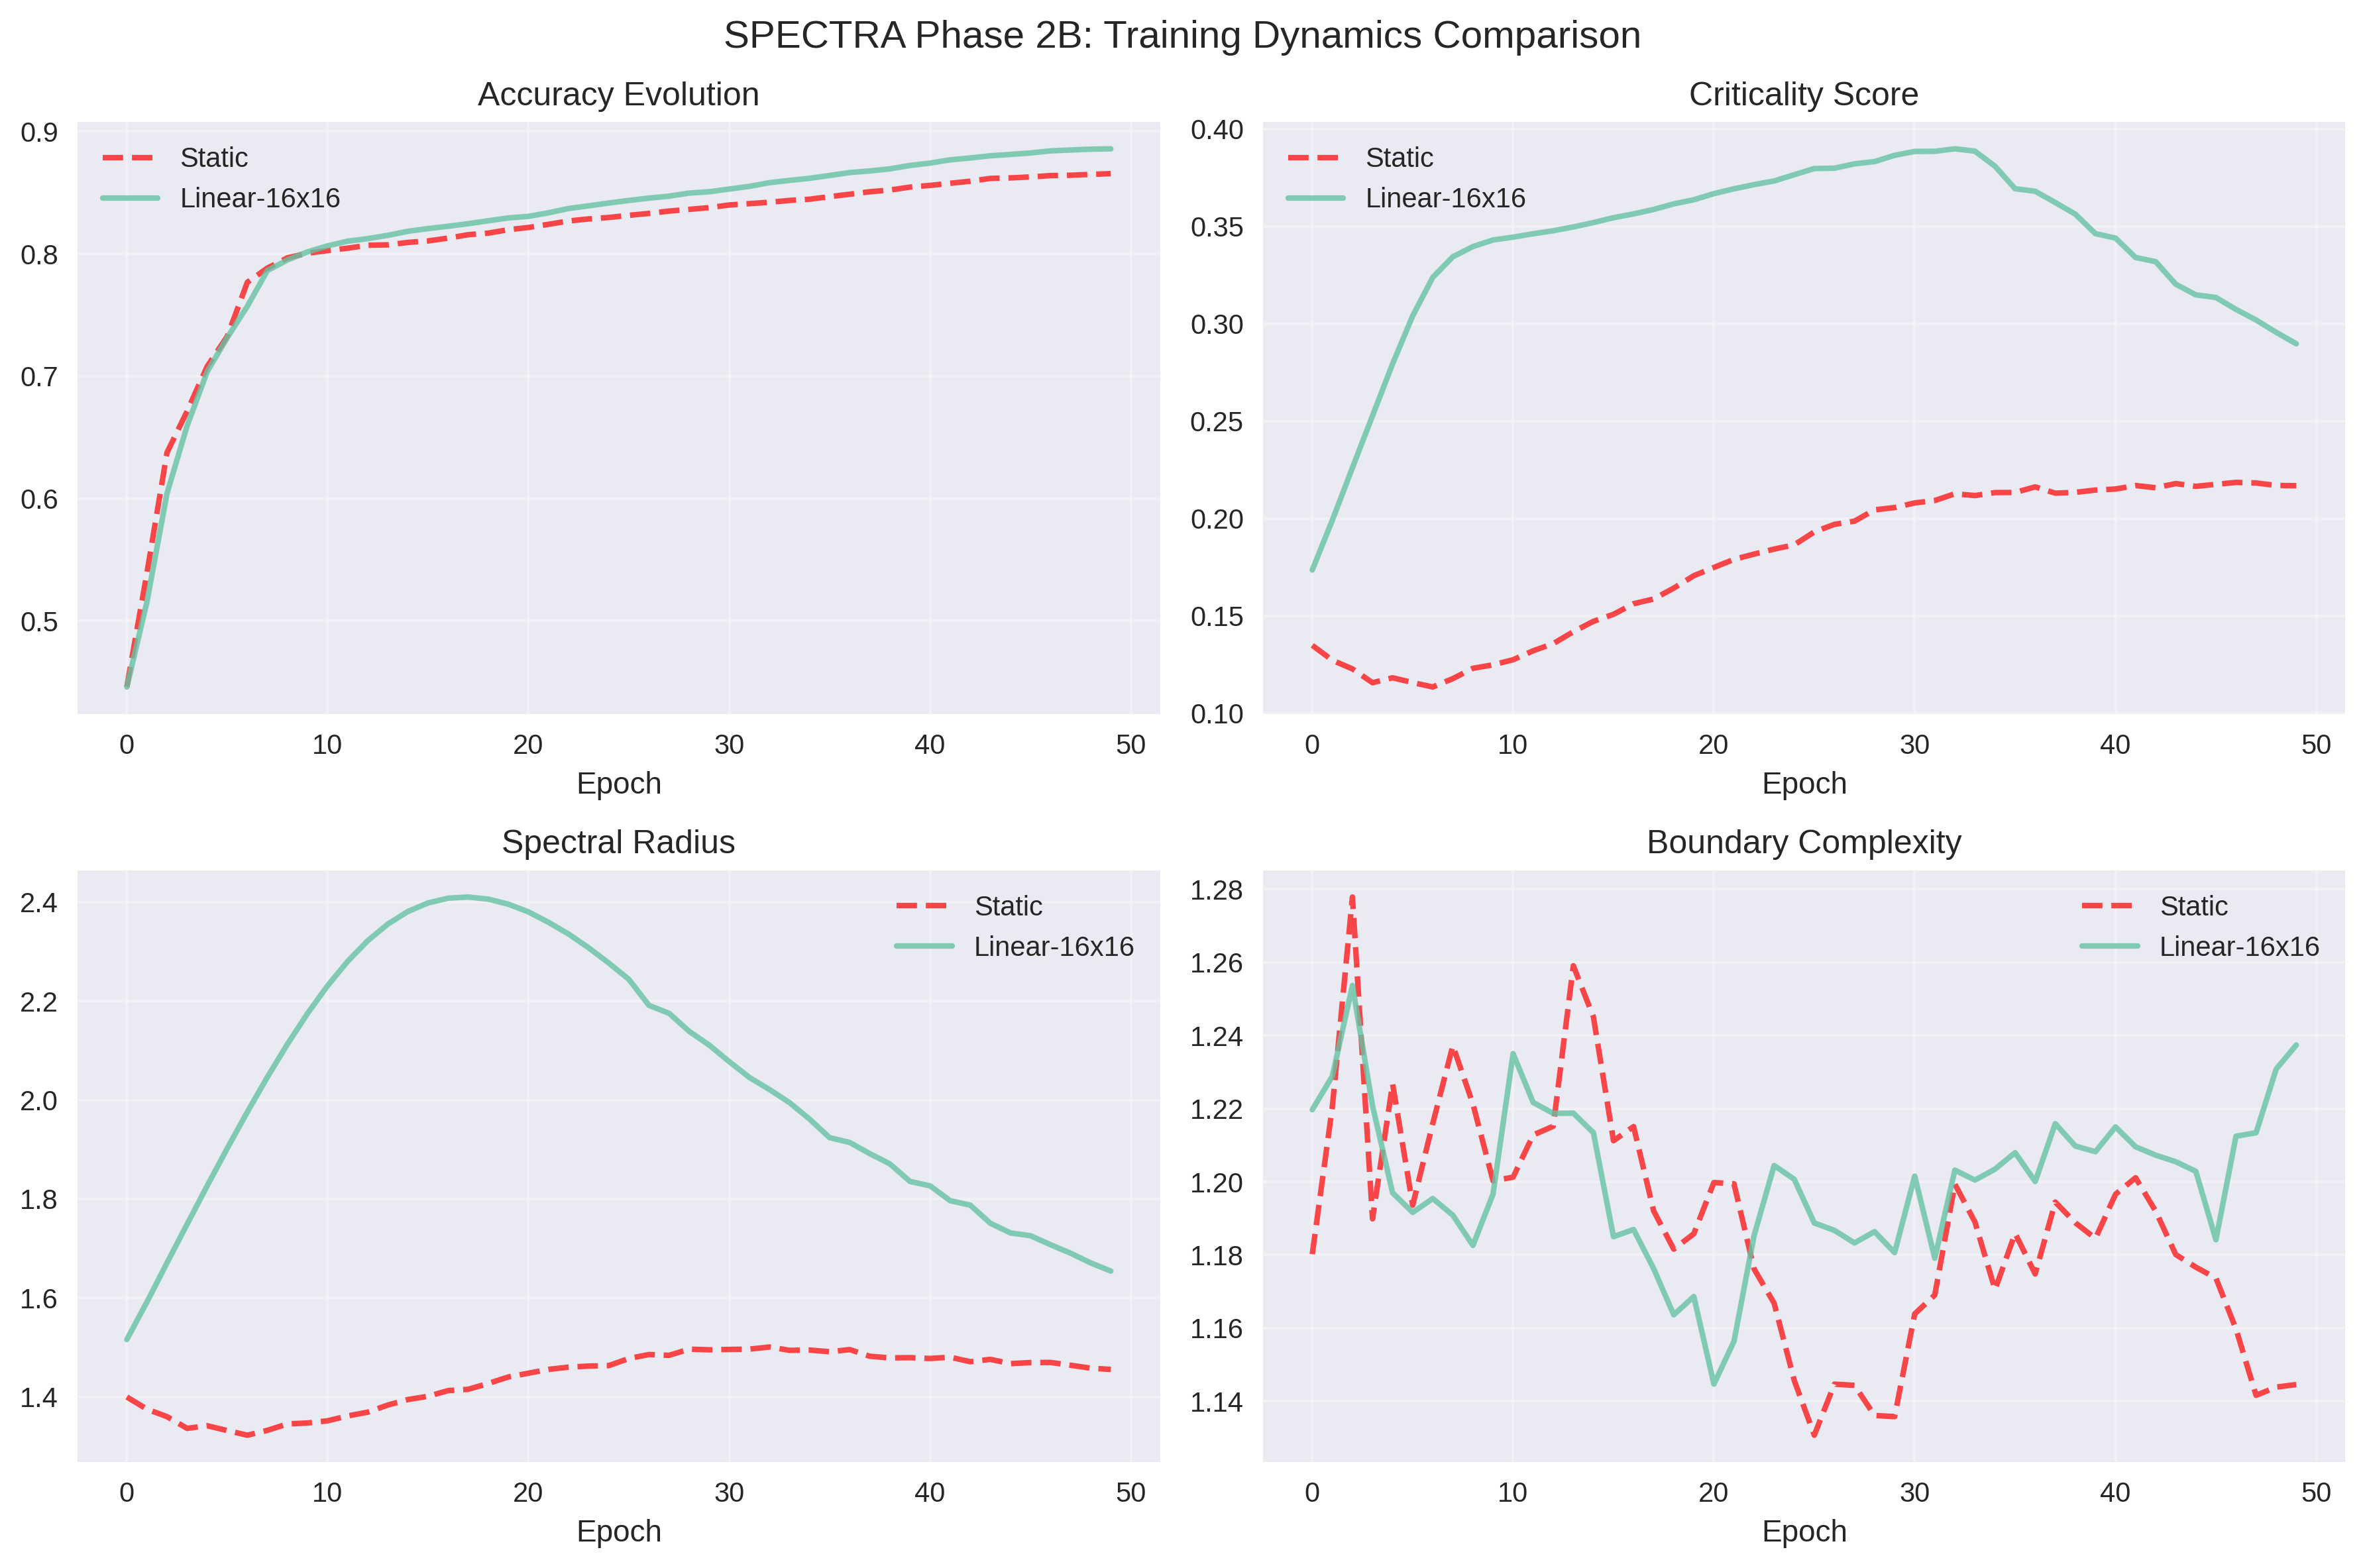 SPECTRA Phase 2B: Training Dynamics Comparison
Accuracy Evolution
0.9
0.8
0.7
0.6
0.5
Static
Linear-16x16
0 10 20 30 40 50
Epoch
Criticality Score
0.40
0.35
0.30
0.25
0.20
0.15
0.10
Static
Linear-16x16
0 10 20 30 40 50
Epoch
Spectral Radius
2.4
2.2
2.0
1.8
1.6
1.4
Static
Linear-16x16
0 10 20 30 40 50
Epoch
Boundary Complexity
1.28
1.26
1.24
1.22
1.20
1.18
1.16
1.14
Static
Linear-16x16
0 10 20 30 40 50
Epoch